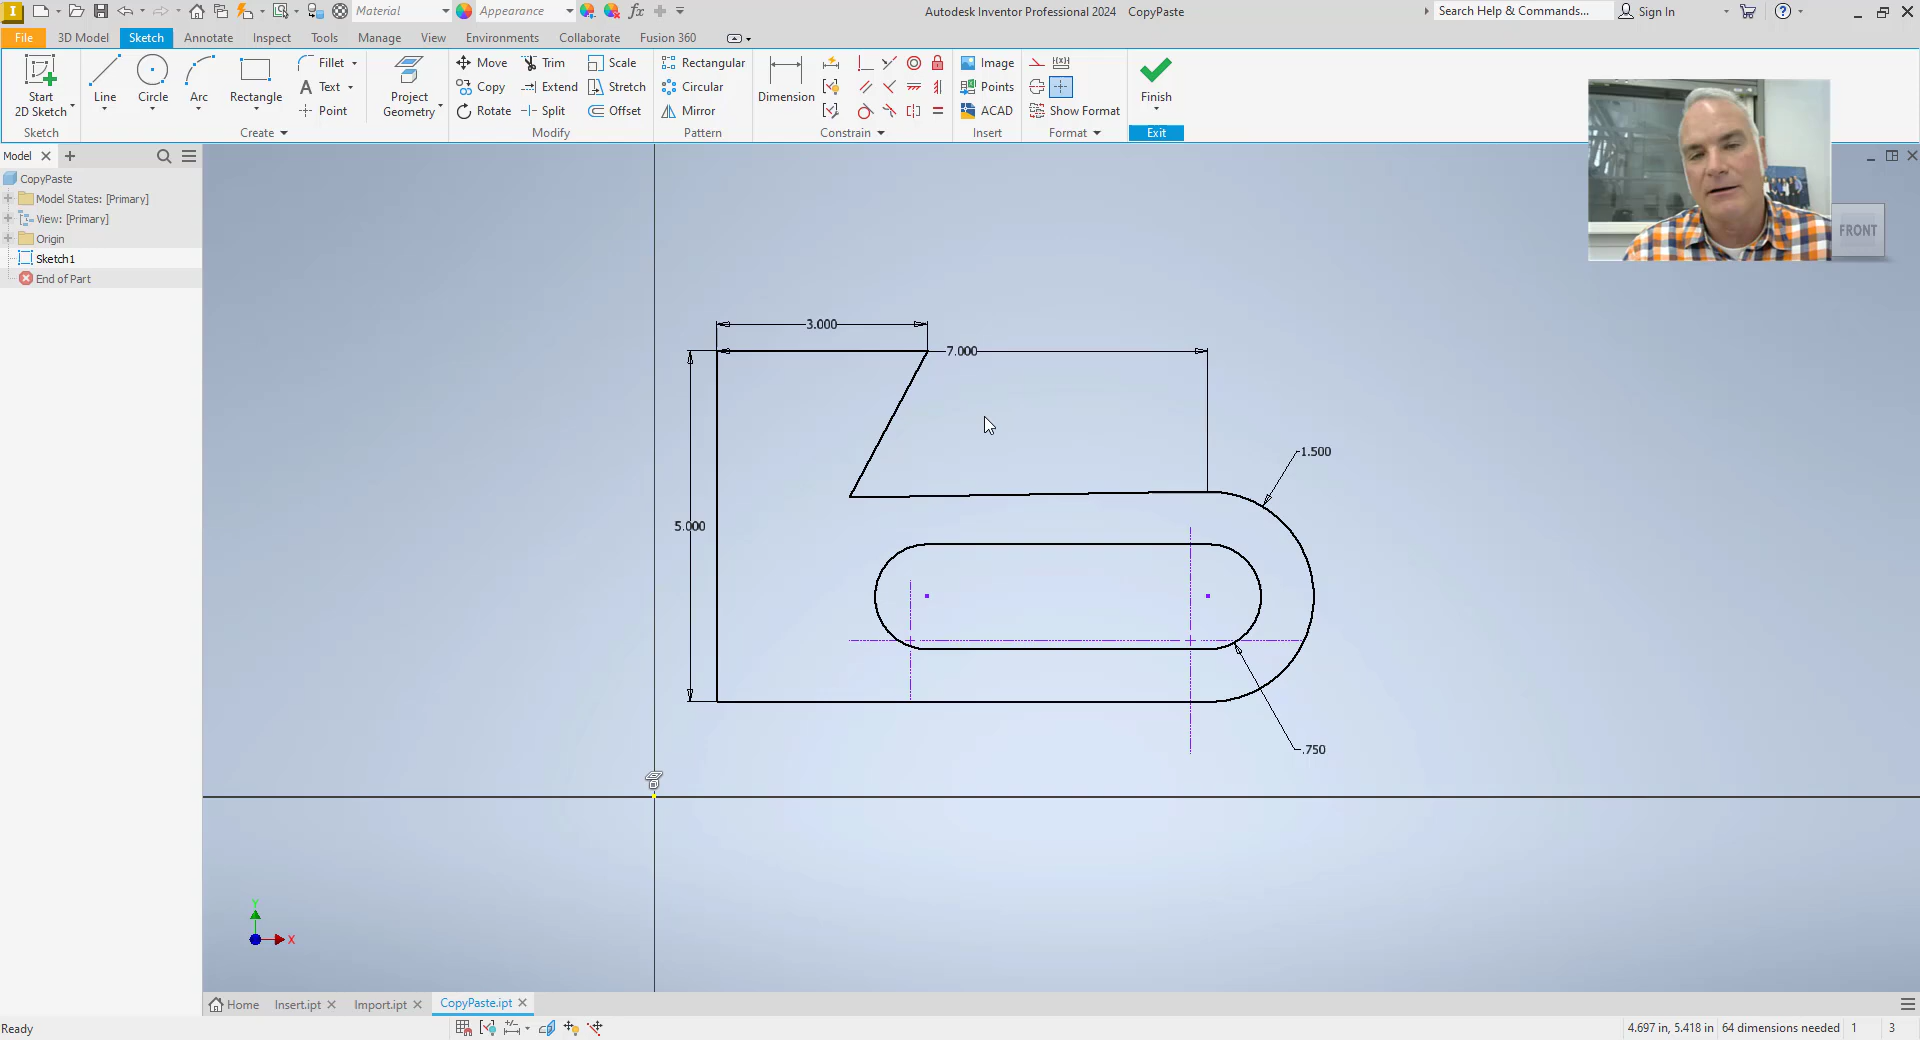 Material
Appearance
fx
Autodesk Inventor Professional 2024 CopyPaste
Search Help & Commands...
Sign In
File
3D Model
Sketch
Annotate
Inspect
Tools
Manage
View
Environments
Collaborate
Fusion 360
Start
2D Sketch
Line
Circle
Arc
Rectangle
Fillet
Text
Point
Project
Geometry
Move
Copy
Rotate
Trim
Extend
Split
Scale
Stretch
Offset
Rectangular
Circular
Mirror
Dimension
Image
Points
ACAD
Show Format
Finish
Sketch
Create
Modify
Pattern
Constrain
Insert
Format
Exit
Model
CopyPaste
Model States: [Primary]
View: [Primary]
Origin
Sketch1
End of Part
FRONT
3.000
7.000
1.500
5.000
.750
Y
X
Home
Insert.ipt
Import.ipt
CopyPaste.ipt
Ready
4.697 in, 5.418 in
64 dimensions needed
1
3